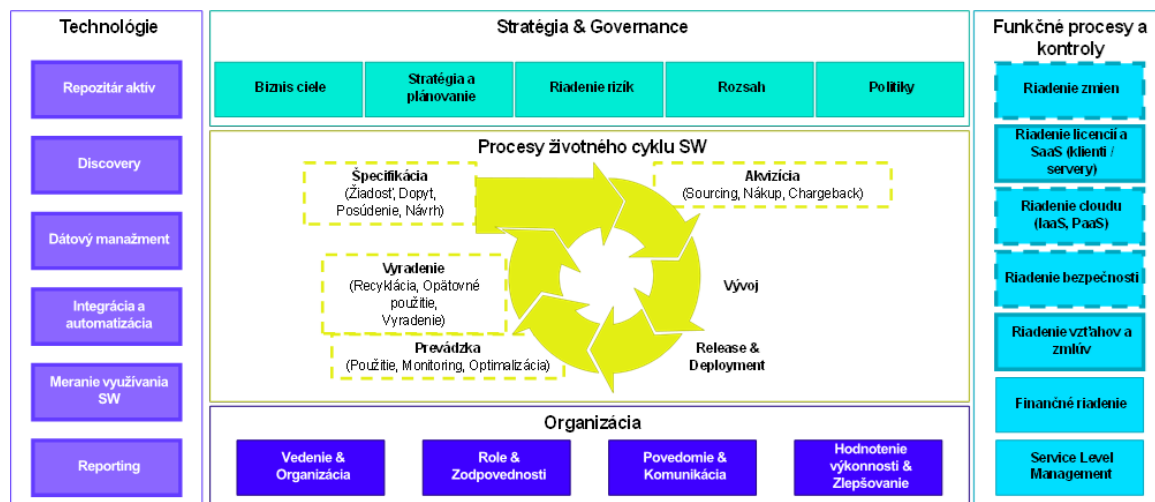 Technológie
Repozitár aktív
Discovery
Dátový manažment
Integrácia a
automatizácia
Meranie využívania
SW
Reporting
Stratégia & Governance
Biznis ciele
Stratégia a
plánovanie
Riadenie rizík
Rozsah
Politiky
Procesy životného cyklu SW
Špecifikácia
(Žiadosť, Dopyt,
Posúdenie, Návrh)
Akvizícia
(Sourcing, Nákup, Chargeback)
Vyradenie
(Recyklácia, Opätovné
použitie,
Vyradenie)
Vývoj
Prevádzka
(Použitie, Monitoring, Optimalizácia)
Release &
Deployment
Organizácia
Vedenie &
Organizácia
Role &
Zodpovednosti
Povedomie &
Komunikácia
Hodnotenie
výkonnosti &
Zlepšovanie
Funkčné procesy a
kontroly
Riadenie zmien
Riadenie licencií a
SaaS (klienti /
servery)
Riadenie cloudu
(IaaS, PaaS)
Riadenie bezpečnosti
Riadenie vzťahov a
zmlúv
Finančné riadenie
Service Level
Management